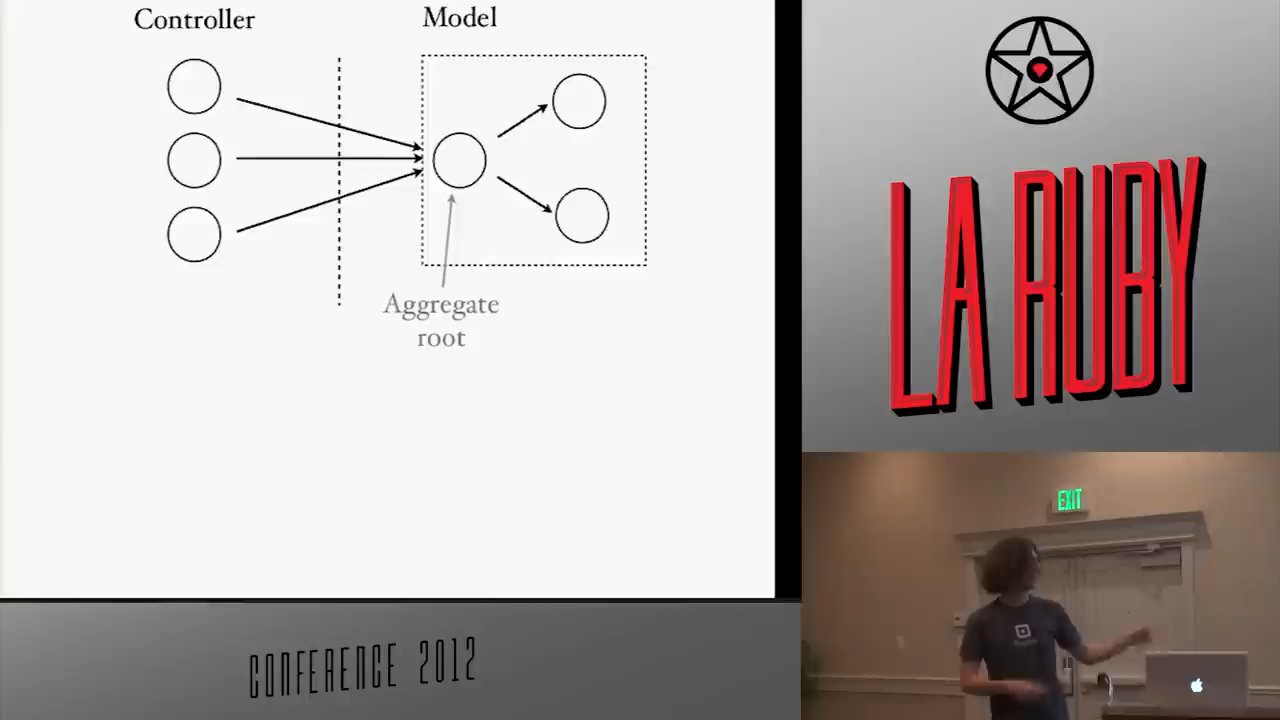 Controller
Model
Aggregate
root
LA RUBY
EXIT
CONFERENCE 2012